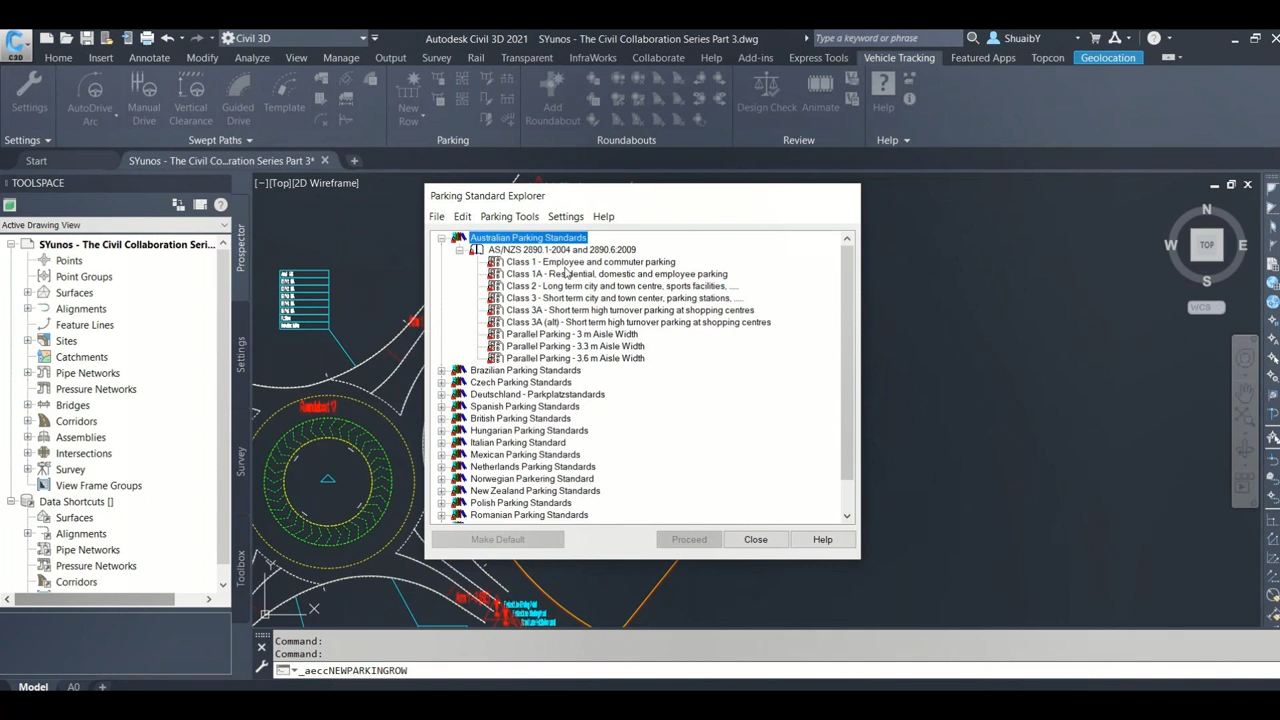 Civil 3D
Autodesk Civil 3D 2021 SYunos - The Civil Collaboration Series Part 3.dwg
Type a keyword or phrase
ShuaibY
C3D
Home Insert Annotate Modify Analyze View Manage Output Survey Rail Transparent InfraWorks Collaborate Help Add-ins Express Tools Vehicle Tracking Featured Apps Topcon Geolocation
Settings
AutoDrive Arc
Manual Drive
Vertical Clearance
Guided Drive
Template
New Row
Add Roundabout
Design Check
Animate
Help
Settings Swept Paths Parking Roundabouts Review Help
Start
SYunos - The Civil Co...ration Series Part 3*
TOOLSPACE
Active Drawing View
SYunos - The Civil Collaboration Seri...
Points
Point Groups
Surfaces
Alignments
Feature Lines
Sites
Catchments
Pipe Networks
Pressure Networks
Bridges
Corridors
Assemblies
Intersections
Survey
View Frame Groups
Data Shortcuts []
Surfaces
Alignments
Pipe Networks
Pressure Networks
Corridors
Prospector
Settings
Survey
Toolbox
[−][Top][2D Wireframe]
Parking Standard Explorer
File Edit Parking Tools Settings Help
Australian Parking Standards
AS/NZS 2890.1-2004 and 2890.6:2009
Class 1 - Employee and commuter parking
Class 1A - Residential, domestic and employee parking
Class 2 - Long term city and town centre, sports facilities, .....
Class 3 - Short term city and town center, parking stations, .....
Class 3A - Short term high turnover parking at shopping centres
Class 3A (alt) - Short term high turnover parking at shopping centres
Parallel Parking - 3 m Aisle Width
Parallel Parking - 3.3 m Aisle Width
Parallel Parking - 3.6 m Aisle Width
Brazilian Parking Standards
Czech Parking Standards
Deutschland - Parkplatzstandards
Spanish Parking Standards
British Parking Standards
Hungarian Parking Standards
Italian Parking Standard
Mexican Parking Standards
Netherlands Parking Standards
Norwegian Parkering Standard
New Zealand Parking Standards
Polish Parking Standards
Romanian Parking Standards
Make Default Proceed Close Help
N
W TOP E
S
WCS
Y
X
Command:
Command:
_aeccNEWPARKINGROW
Model A0